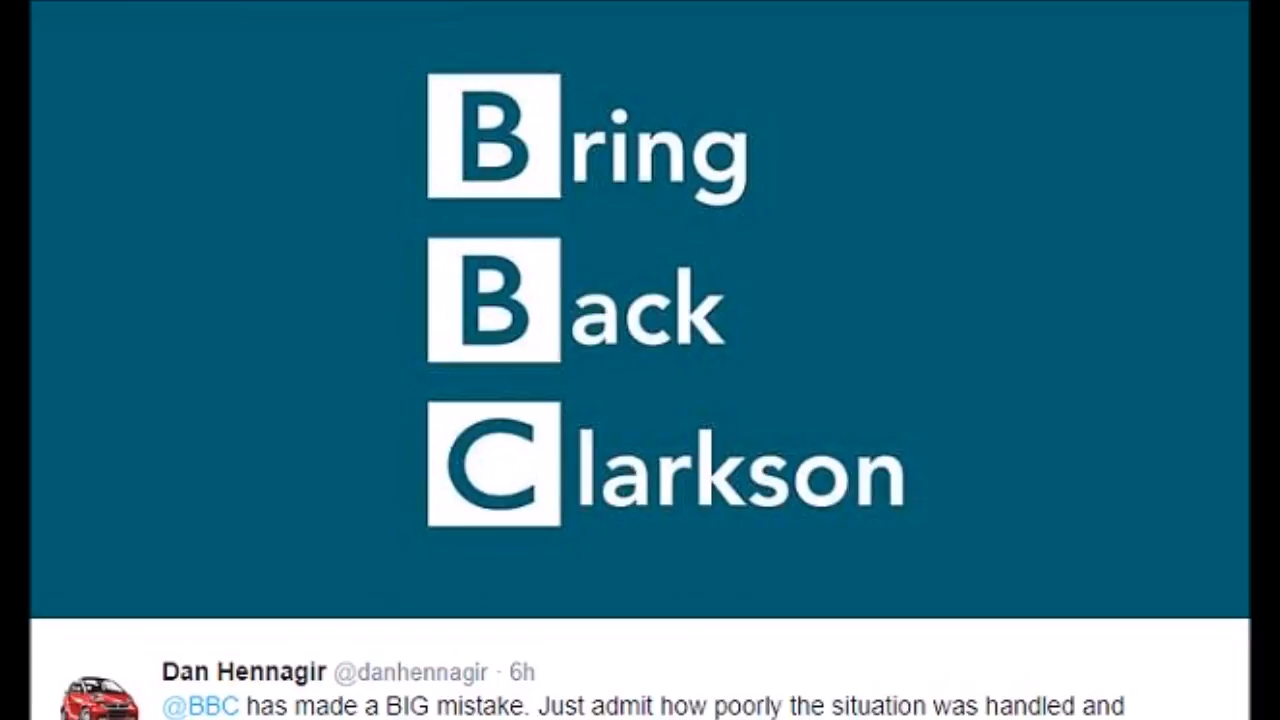 Bring
Back
Clarkson
Dan Hennagir @danhennagir · 6h
@BBC has made a BIG mistake. Just admit how poorly the situation was handled and